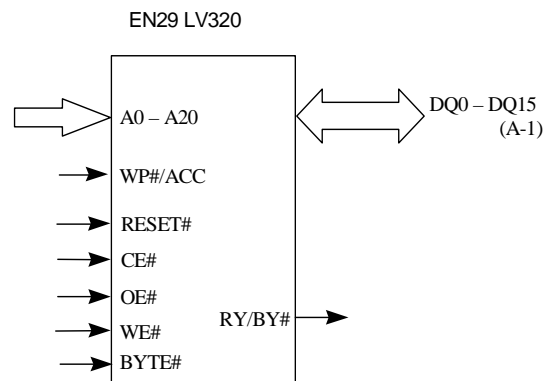 EN29 LV320
A0 – A20
DQ0 – DQ15
(A-1)
WP#/ACC
RESET#
CE#
OE#
RY/BY#
WE#
BYTE#